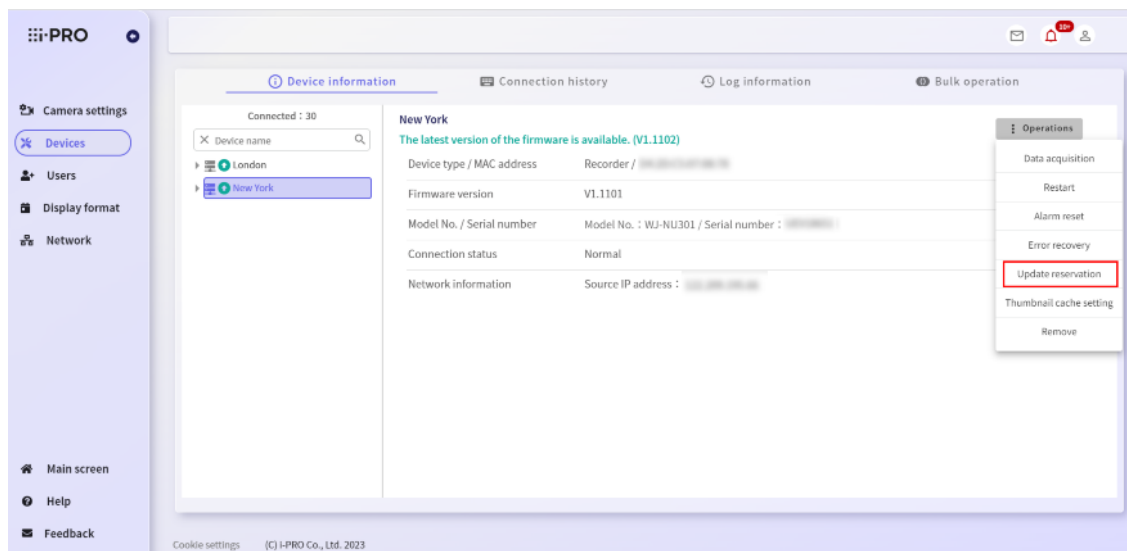 i-PRO
10+
Device information
Connection history
Log information
Bulk operation
Camera settings
Devices
Users
Display format
Network
Connected : 30
Device name
London
New York
New York
The latest version of the firmware is available. (V1.1102)
Device type / MAC address Recorder /
Firmware version V1.1101
Model No. / Serial number Model No. : WJ-NU301 / Serial number :
Connection status Normal
Network information Source IP address :
Operations
Data acquisition
Restart
Alarm reset
Error recovery
Update reservation
Thumbnail cache setting
Remove
Main screen
Help
Feedback
Cookie settings (C) i-PRO Co., Ltd. 2023